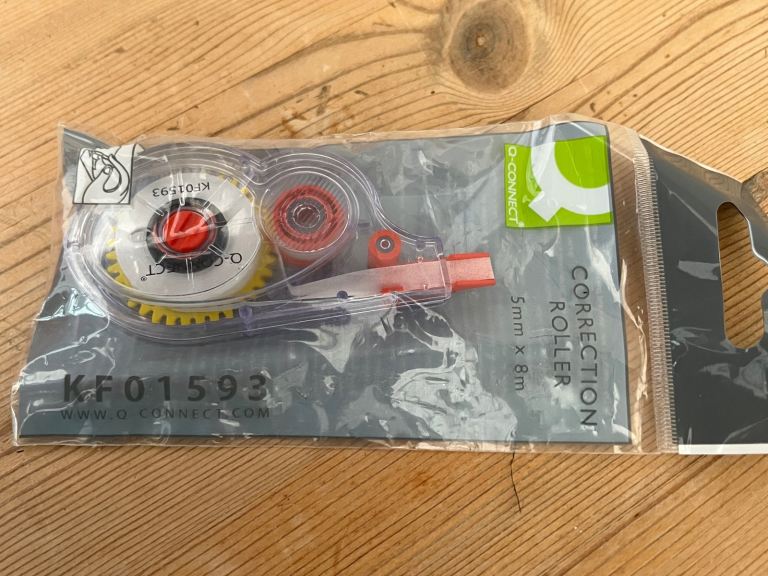 KF01593
Q-CONNECT®
Q-CONNECT
CORRECTION
ROLLER
5mm x 8m
KF01593
WWW.Q CONNECT.COM